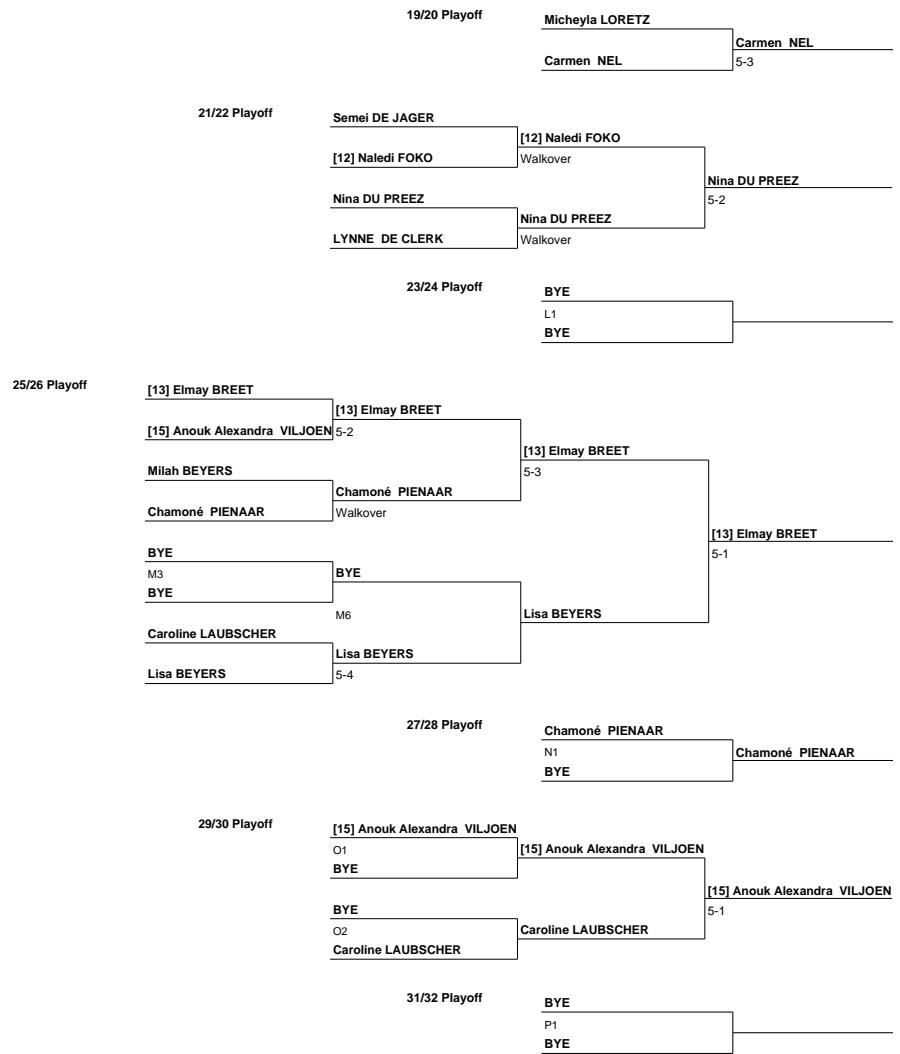 19/20 Playoff
Micheyla LORETZ
Carmen NEL
Carmen NEL
5-3
21/22 Playoff
Semei DE JAGER
[12] Naledi FOKO
[12] Naledi FOKO
Walkover
Nina DU PREEZ
5-2
Nina DU PREEZ
Nina DU PREEZ
LYNNE DE CLERK
Walkover
23/24 Playoff
BYE
L1
BYE
25/26 Playoff
[13] Elmay BREET
[13] Elmay BREET
[15] Anouk Alexandra VILJOEN
5-2
[13] Elmay BREET
5-3
Milah BEYERS
Chamoné PIENAAR
Chamoné PIENAAR
Walkover
[13] Elmay BREET
5-1
BYE
M3
BYE
BYE
M6
Lisa BEYERS
Caroline LAUBSCHER
Lisa BEYERS
Lisa BEYERS
5-4
27/28 Playoff
Chamoné PIENAAR
N1
Chamoné PIENAAR
BYE
29/30 Playoff
[15] Anouk Alexandra VILJOEN
O1
[15] Anouk Alexandra VILJOEN
BYE
[15] Anouk Alexandra VILJOEN
5-1
BYE
O2
Caroline LAUBSCHER
Caroline LAUBSCHER
31/32 Playoff
BYE
P1
BYE